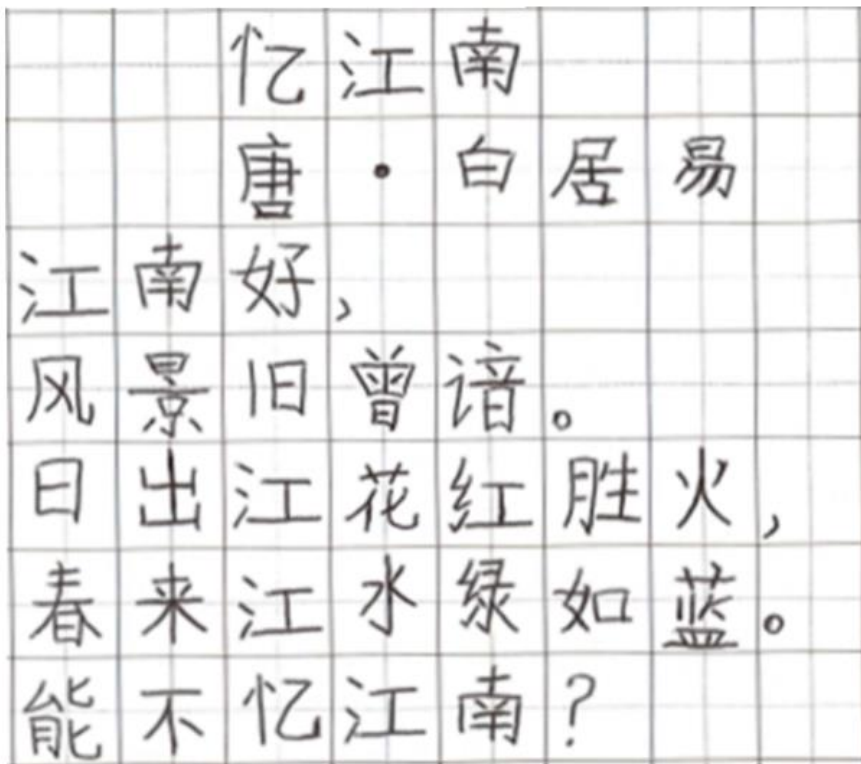 忆江南
唐·白居易
江南好，
风景旧曾谙。
日出江花红胜火，
春来江水绿如蓝。
能不忆江南？